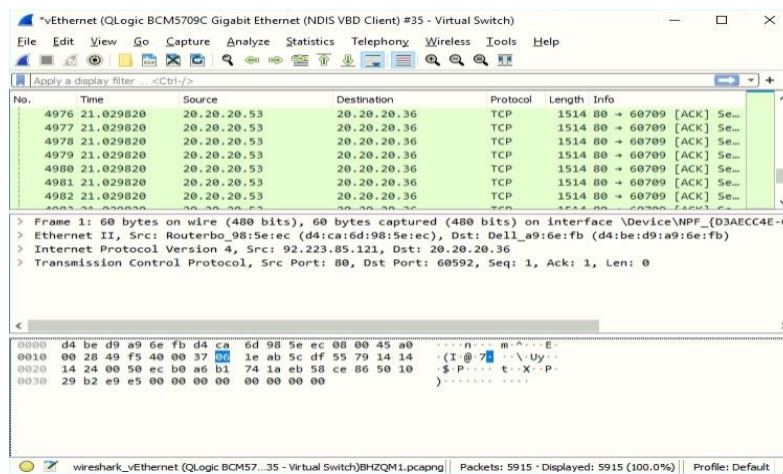 *vEthernet (QLogic BCM5709C Gigabit Ethernet (NDIS VBD Client) #35 - Virtual Switch)
File Edit View Go Capture Analyze Statistics Telephony Wireless Tools Help
Apply a display filter ... <Ctrl-/>
No. Time Source Destination Protocol Length Info
4976 21.029820 20.20.20.53 20.20.20.36 TCP 1514 80 → 60709 [ACK] Se…
4977 21.029820 20.20.20.53 20.20.20.36 TCP 1514 80 → 60709 [ACK] Se…
4978 21.029820 20.20.20.53 20.20.20.36 TCP 1514 80 → 60709 [ACK] Se…
4979 21.029820 20.20.20.53 20.20.20.36 TCP 1514 80 → 60709 [ACK] Se…
4980 21.029820 20.20.20.53 20.20.20.36 TCP 1514 80 → 60709 [ACK] Se…
4981 21.029820 20.20.20.53 20.20.20.36 TCP 1514 80 → 60709 [ACK] Se…
4982 21.029820 20.20.20.53 20.20.20.36 TCP 1514 80 → 60709 [ACK] Se…
> Frame 1: 60 bytes on wire (480 bits), 60 bytes captured (480 bits) on interface \Device\NPF_{D3AECC4E-
> Ethernet II, Src: Routerbo_98:5e:ec (d4:ca:6d:98:5e:ec), Dst: Dell_a9:6e:fb (d4:be:d9:a9:6e:fb)
> Internet Protocol Version 4, Src: 92.223.85.121, Dst: 20.20.20.36
> Transmission Control Protocol, Src Port: 80, Dst Port: 60592, Seq: 1, Ack: 1, Len: 0
0000 d4 be d9 a9 6e fb d4 ca 6d 98 5e ec 08 00 45 a0 ····n··· m·^···E·
0010 00 28 49 f5 40 00 37 06 1e ab 5c df 55 79 14 14 ·(I·@·7· ··\·Uy··
0020 14 24 00 50 ec b0 a6 b1 74 1a eb 58 ce 86 50 10 ·$·P···· t··X··P·
0030 29 b2 e9 e5 00 00 00 00 00 00 00 00 )······· ····
wireshark_vEthernet (QLogic BCM57...35 - Virtual Switch)BHZQM1.pcapng Packets: 5915 · Displayed: 5915 (100.0%) Profile: Default